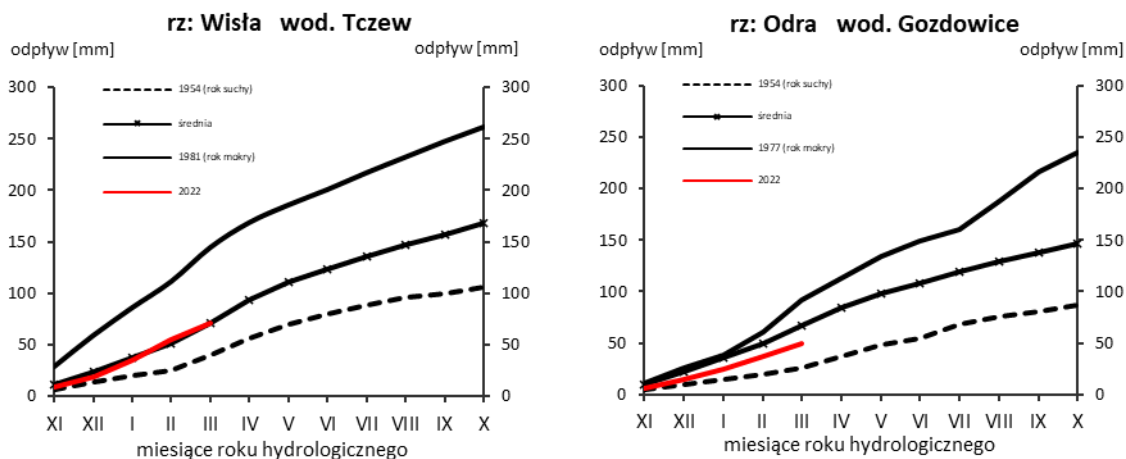 rz: Wisła wod. Tczew
odpływ [mm] odpływ [mm]
300 300
250 250
200 200
150 150
100 100
50 50
0 0
1954 (rok suchy)
średnia
1981 (rok mokry)
2022
XI XII I II III IV V VI VII VIII IX X
miesiące roku hydrologicznego
rz: Odra wod. Gozdowice
odpływ [mm] odpływ [mm]
300 300
250 250
200 200
150 150
100 100
50 50
0 0
1954 (rok suchy)
średnia
1977 (rok mokry)
2022
XI XII I II III IV V VI VII VIII IX X
miesiące roku hydrologicznego